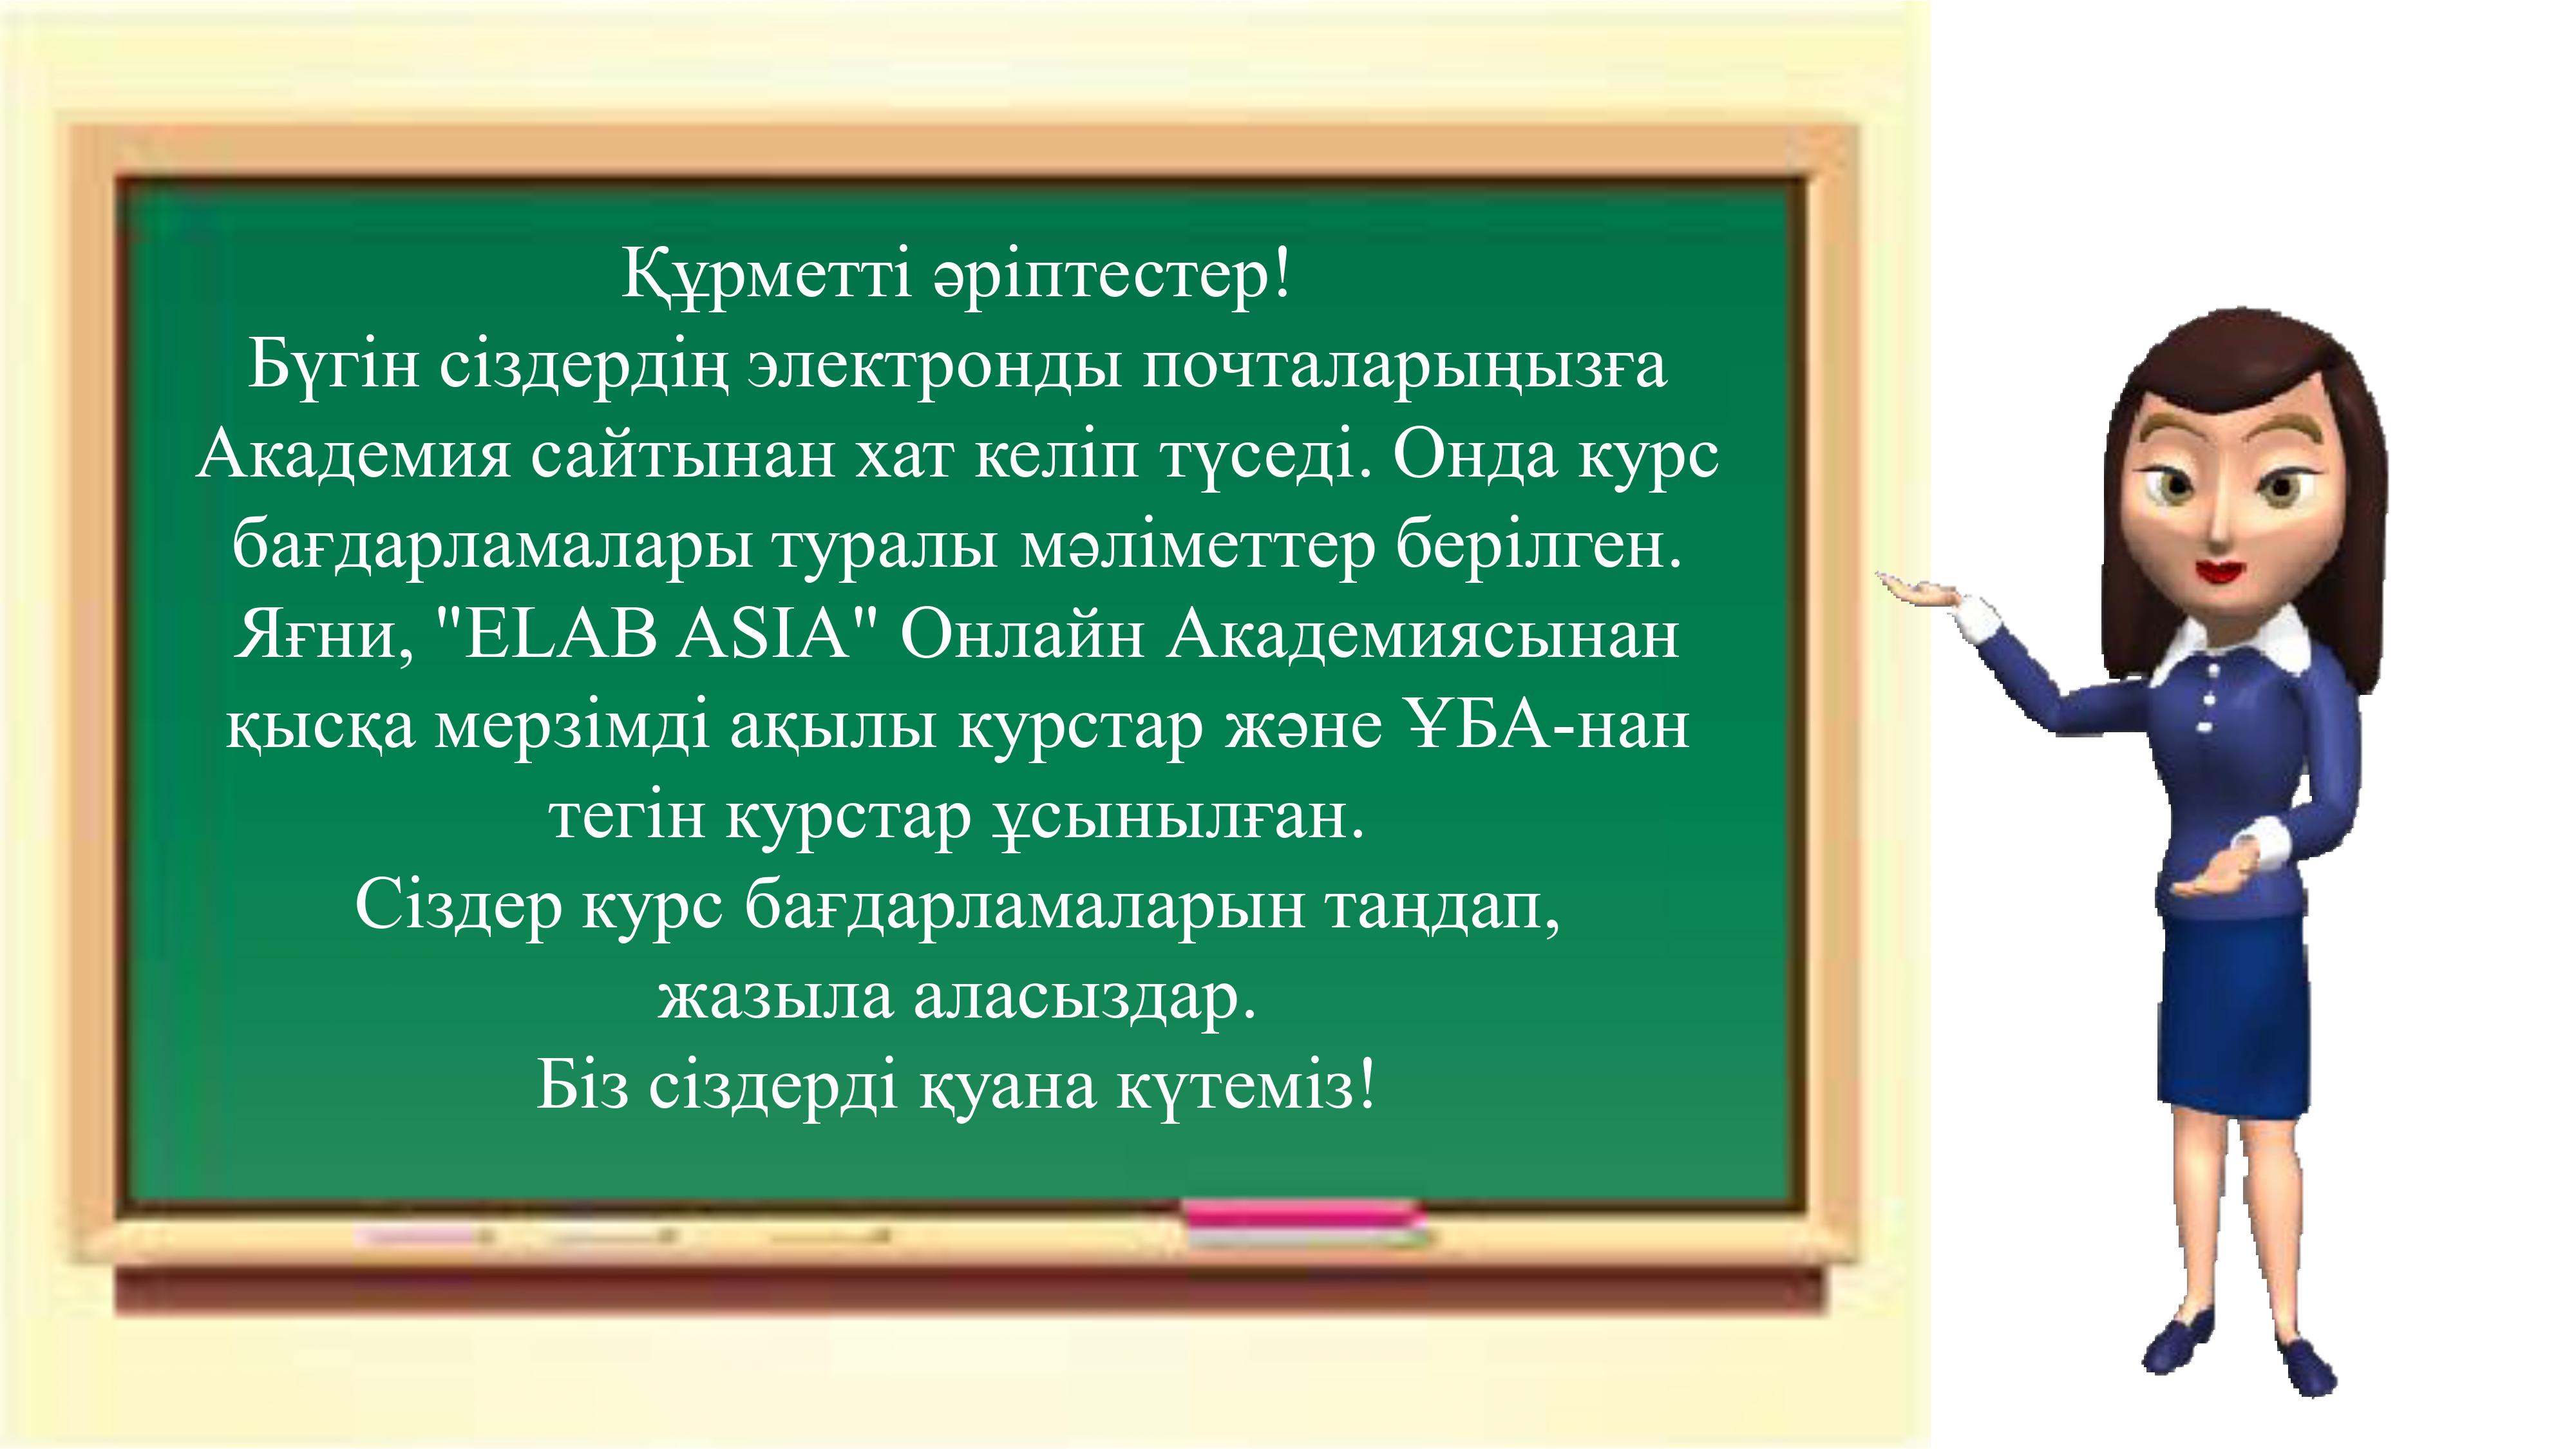 Құрметті әріптестер!
Бүгін сіздердің электронды почталарыңызға
Академия сайтынан хат келіп түседі. Онда курс
бағдарламалары туралы мәліметтер берілген.
Яғни, "ELAB ASIA" Онлайн Академиясынан
қысқа мерзімді ақылы курстар және ҰБА-нан
тегін курстар ұсынылған.
Сіздер курс бағдарламаларын таңдап,
жазыла аласыздар.
Біз сіздерді қуана күтеміз!